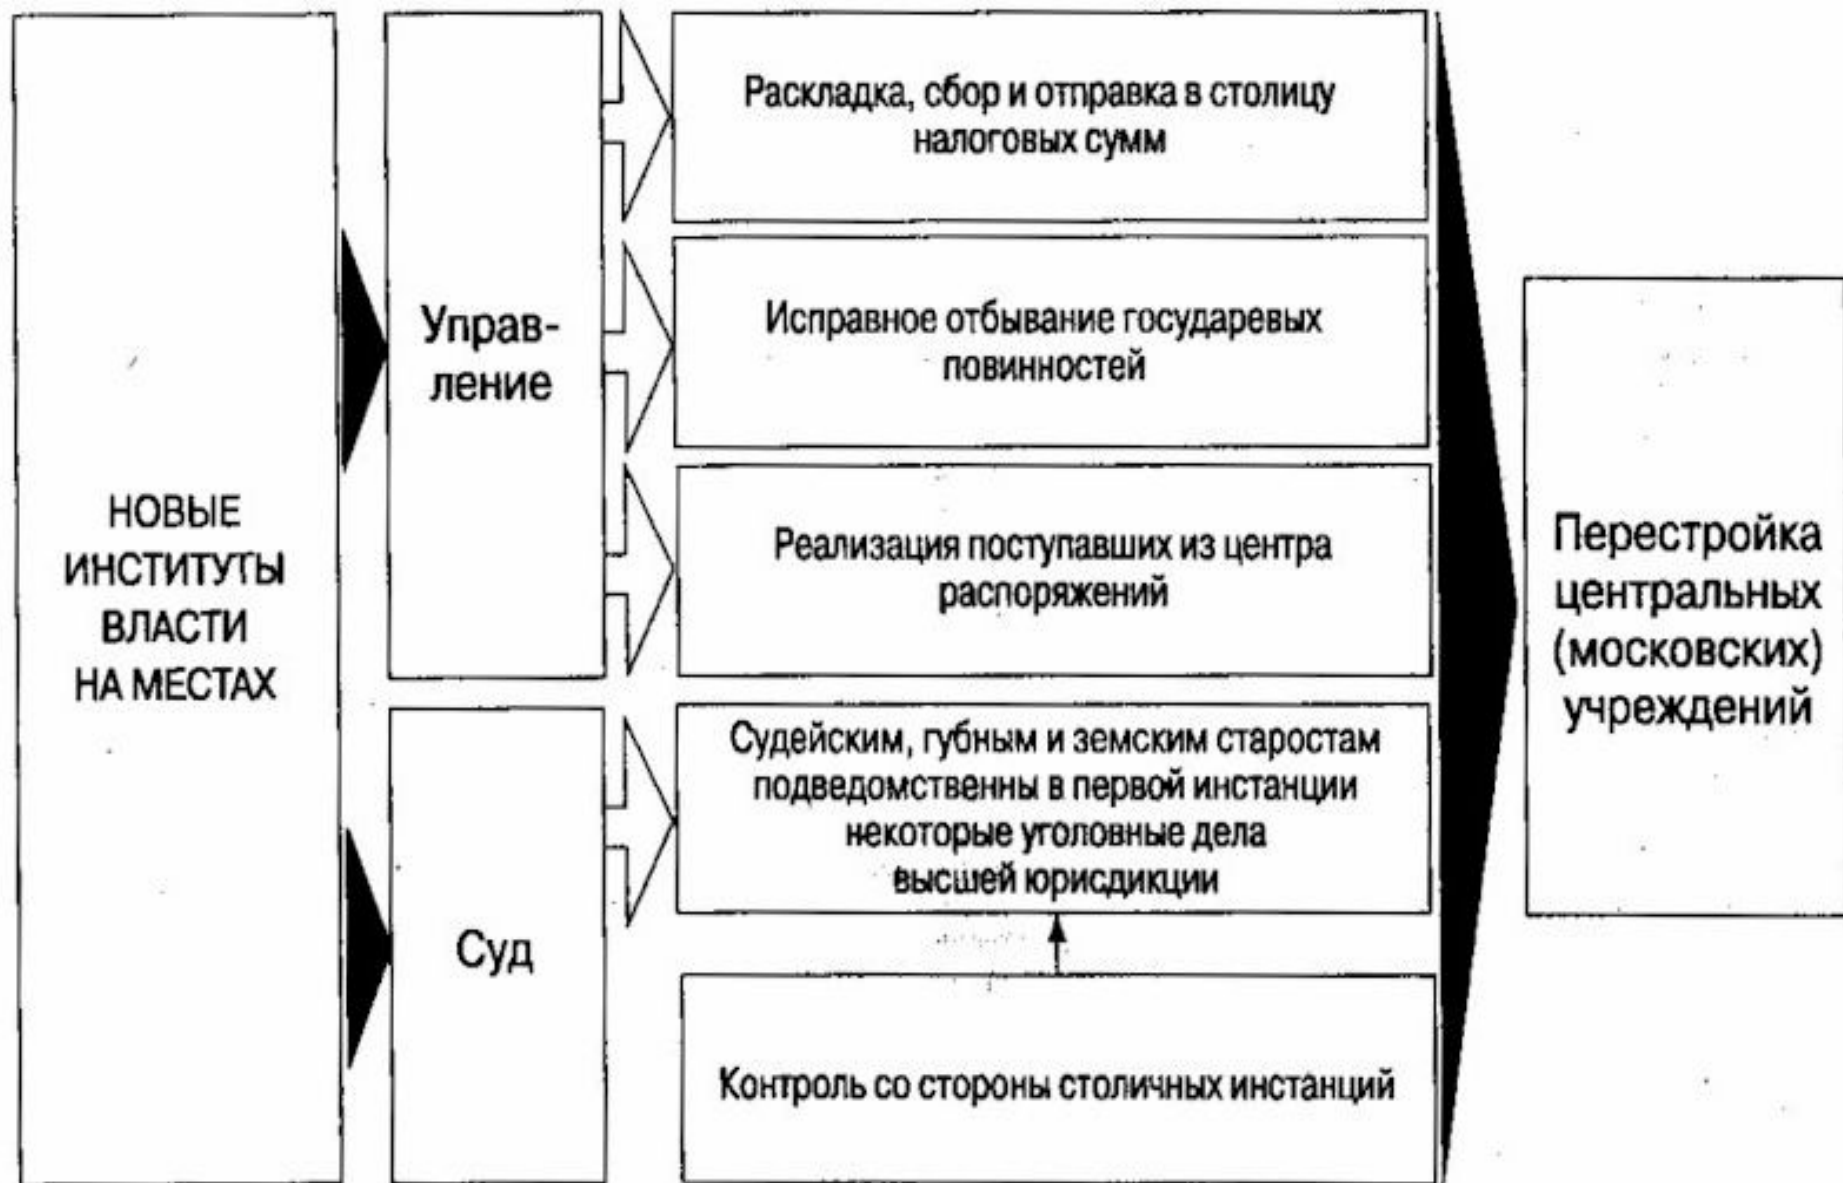 НОВЫЕ
ИНСТИТУТЫ
ВЛАСТИ
НА МЕСТАХ
Управ-
ление
Раскладка, сбор и отправка в столицу
налоговых сумм
Исправное отбывание государевых
повинностей
Реализация поступавших из центра
распоряжений
Суд
Судейским, губным и земским старостам
подведомственны в первой инстанции
некоторые уголовные дела
высшей юрисдикции
Контроль со стороны столичных инстанций
Перестройка
центральных
(московских)
учреждений